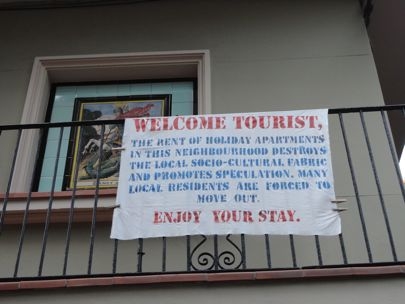 WELCOME TOURIST,
THE RENT OF HOLIDAY APARTMENTS
IN THIS NEIGHBOURHOOD DESTROYS
THE LOCAL SOCIO-CULTURAL FABRIC
AND PROMOTES SPECULATION. MANY
LOCAL RESIDENTS ARE FORCED TO
MOVE OUT.
ENJOY YOUR STAY.